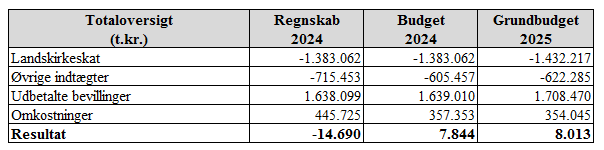 Totaloversigt Regnskab Budget Grundbudget
(t.kr.) 2024 2024 2025
Landskirkeskat -1.383.062 -1.383.062 -1.432.217
Øvrige indtægter -715.453 -605.457 -622.285
Udbetalte bevillinger 1.638.099 1.639.010 1.708.470
Omkostninger 445.725 357.353 354.045
Resultat -14.690 7.844 8.013